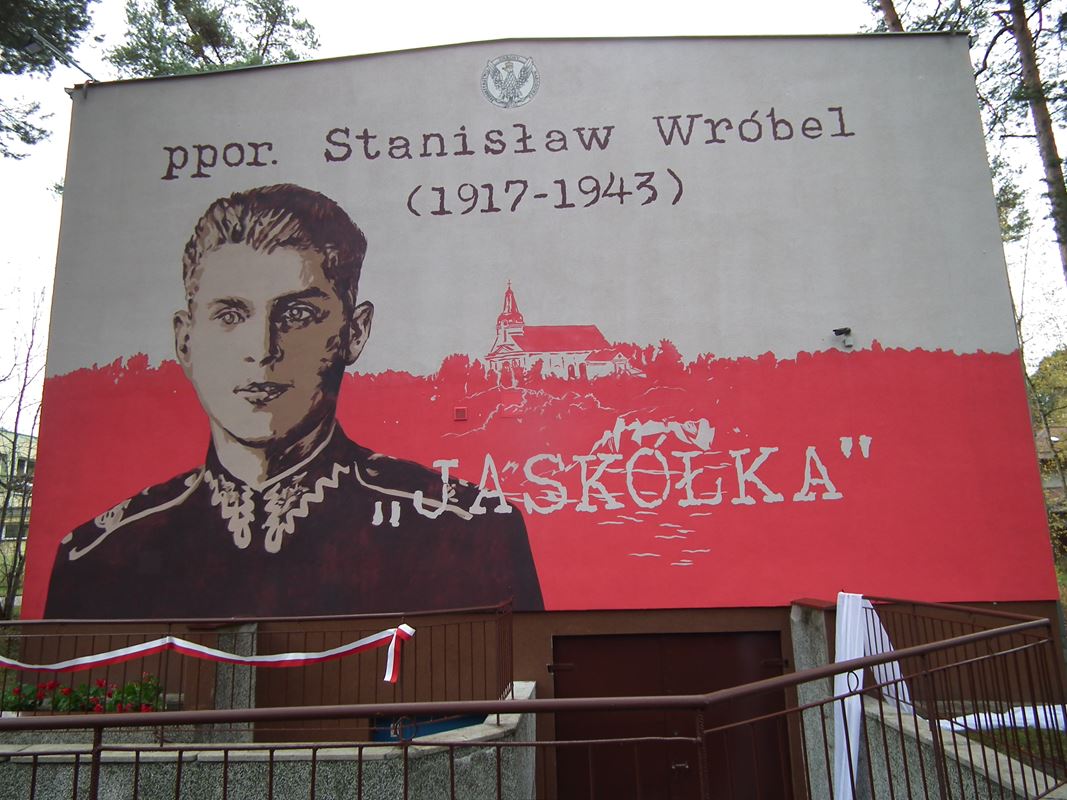 ppor. Stanisław Wróbel
(1917-1943)
„JASKÓŁKA"